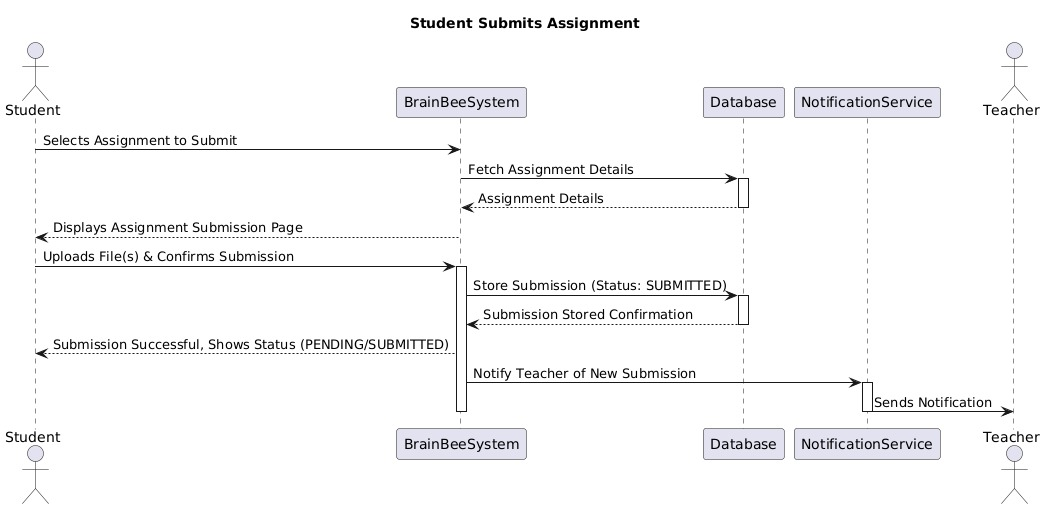 Student Submits Assignment
Student
BrainBeeSystem
Database
NotificationService
Teacher
Selects Assignment to Submit
Fetch Assignment Details
Assignment Details
Displays Assignment Submission Page
Uploads File(s) & Confirms Submission
Store Submission (Status: SUBMITTED)
Submission Stored Confirmation
Submission Successful, Shows Status (PENDING/SUBMITTED)
Notify Teacher of New Submission
Sends Notification
Student
BrainBeeSystem
Database
NotificationService
Teacher